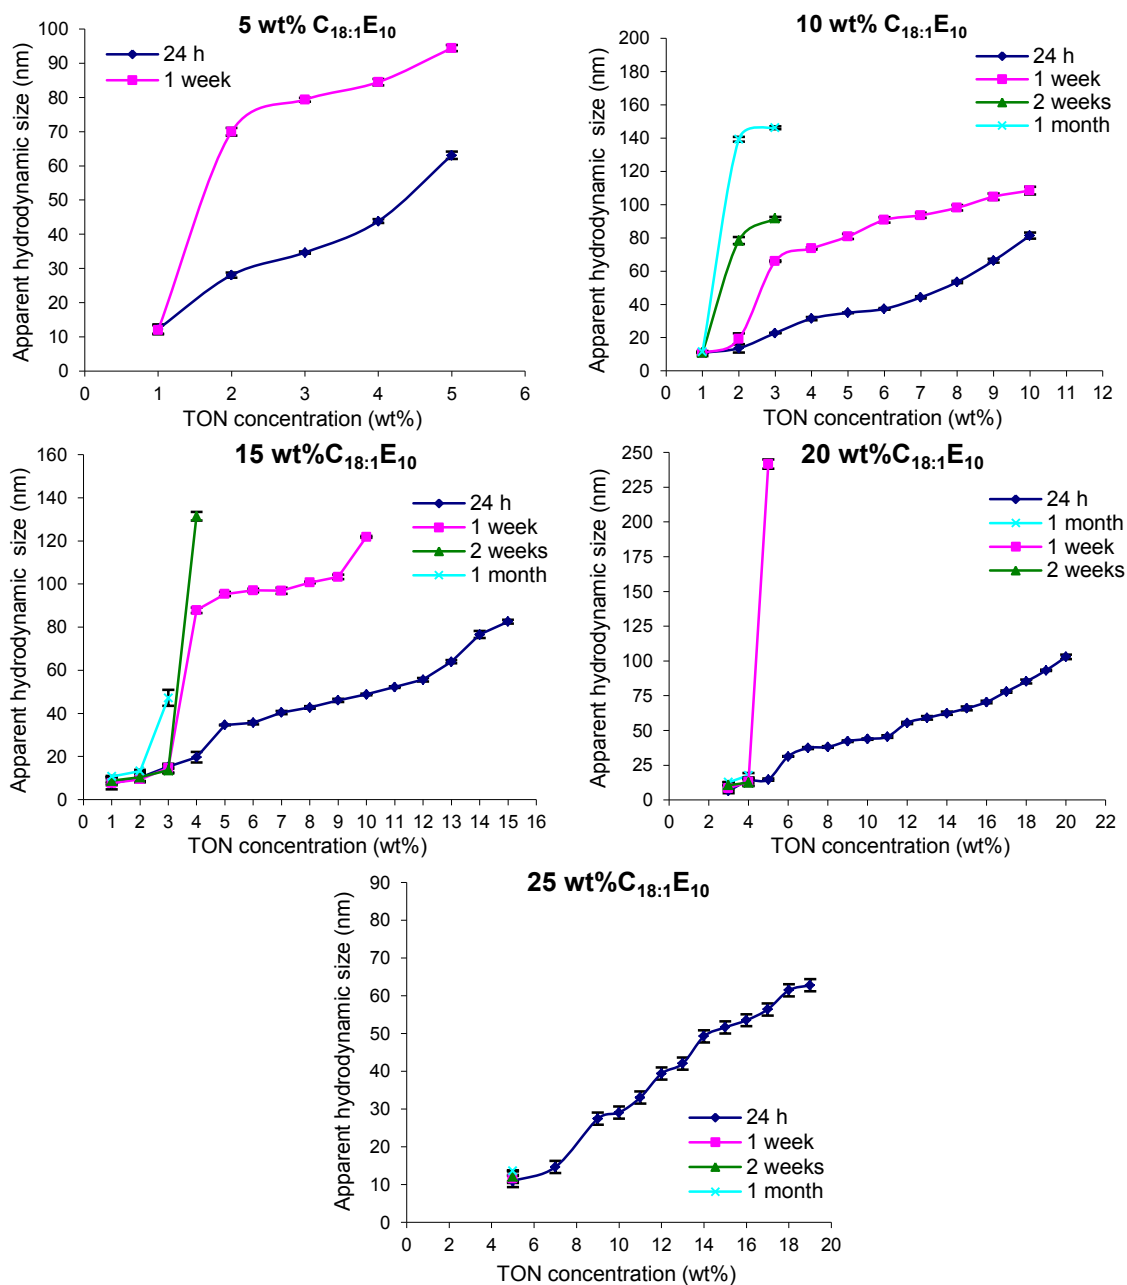 5 wt% C18:1E10
Apparent hydrodynamic size (nm)
100
90
80
70
60
50
40
30
20
10
0
24 h
1 week
0 1 2 3 4 5 6
TON concentration (wt%)
10 wt% C18:1E10
Apparent hydrodynamic size (nm)
200
180
160
140
120
100
80
60
40
20
0
24 h
1 week
2 weeks
1 month
0 1 2 3 4 5 6 7 8 9 10 11 12
TON concentration (wt%)
15 wt%C18:1E10
Apparent hydrodynamic size (nm)
160
140
120
100
80
60
40
20
0
24 h
1 week
2 weeks
1 month
0 1 2 3 4 5 6 7 8 9 10 11 12 13 14 15 16
TON concentration (wt%)
20 wt%C18:1E10
Apparent hydrodynamic size (nm)
250
225
200
175
150
125
100
75
50
25
0
24 h
1 month
1 week
2 weeks
0 2 4 6 8 10 12 14 16 18 20 22
TON concentration (wt%)
25 wt%C18:1E10
Apparent hydrodynamic size (nm)
90
80
70
60
50
40
30
20
10
0
24 h
1 week
2 weeks
1 month
0 2 4 6 8 10 12 14 16 18 20
TON concentration (wt%)